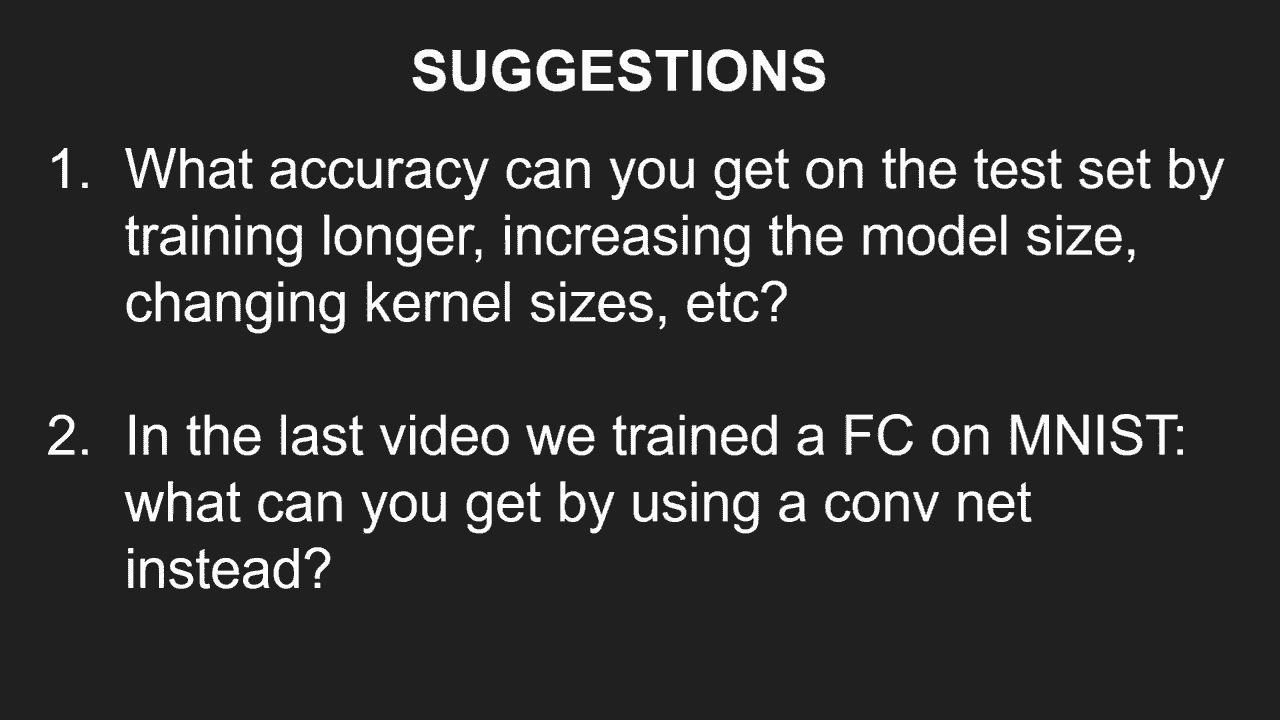 SUGGESTIONS
1. What accuracy can you get on the test set by
training longer, increasing the model size,
changing kernel sizes, etc?
2. In the last video we trained a FC on MNIST:
what can you get by using a conv net
instead?